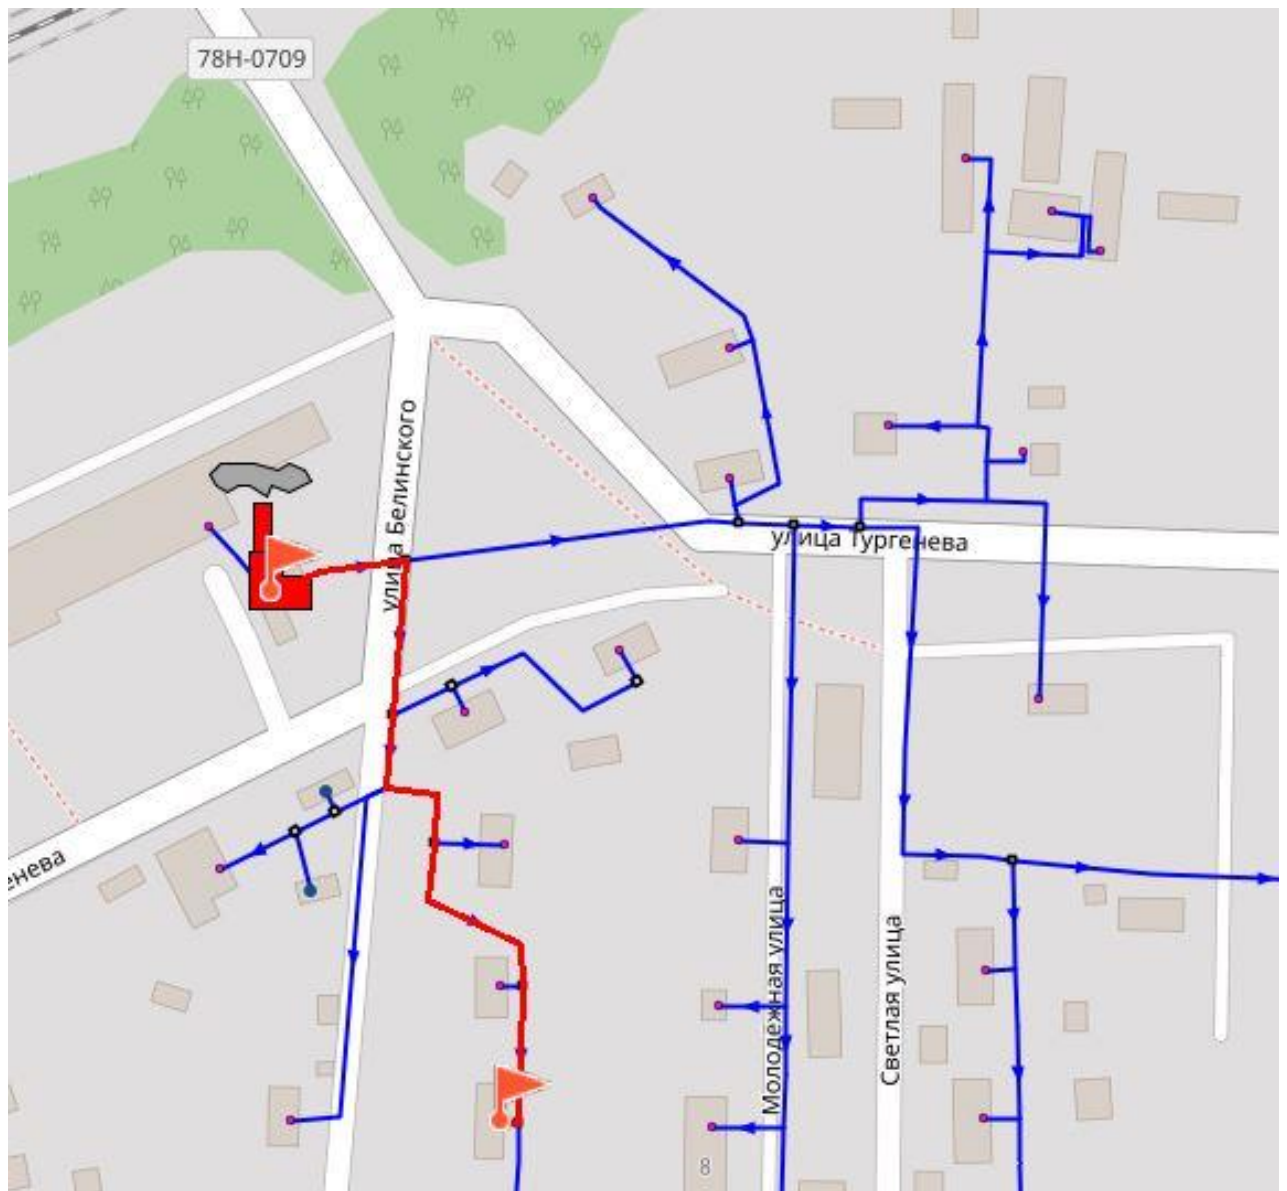 78Н-0709
улица Белинского
улица Тургенева
енева
Молодежная улица
Светлая улица
8